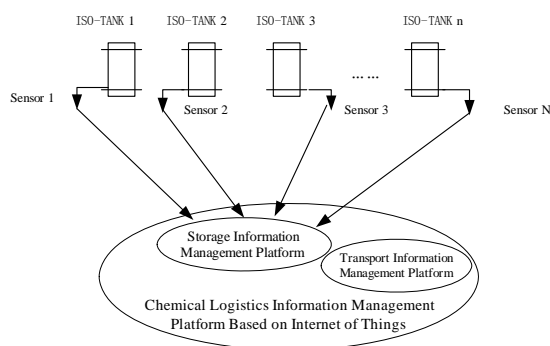 ISO-TANK 1 ISO-TANK 2 ISO-TANK 3 ISO-TANK n
... ...
Sensor 1 Sensor 2 Sensor 3 Sensor N
Storage Information
Management Platform
Transport Information
Management Platform
Chemical Logistics Information Management
Platform Based on Internet of Things